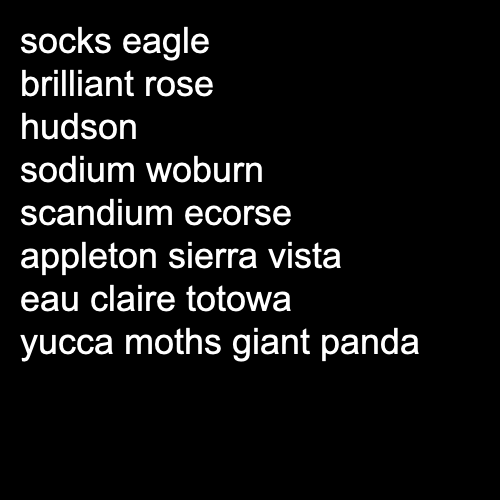 socks eagle
brilliant rose
hudson
sodium woburn
scandium ecorse
appleton sierra vista
eau claire totowa
yucca moths giant panda